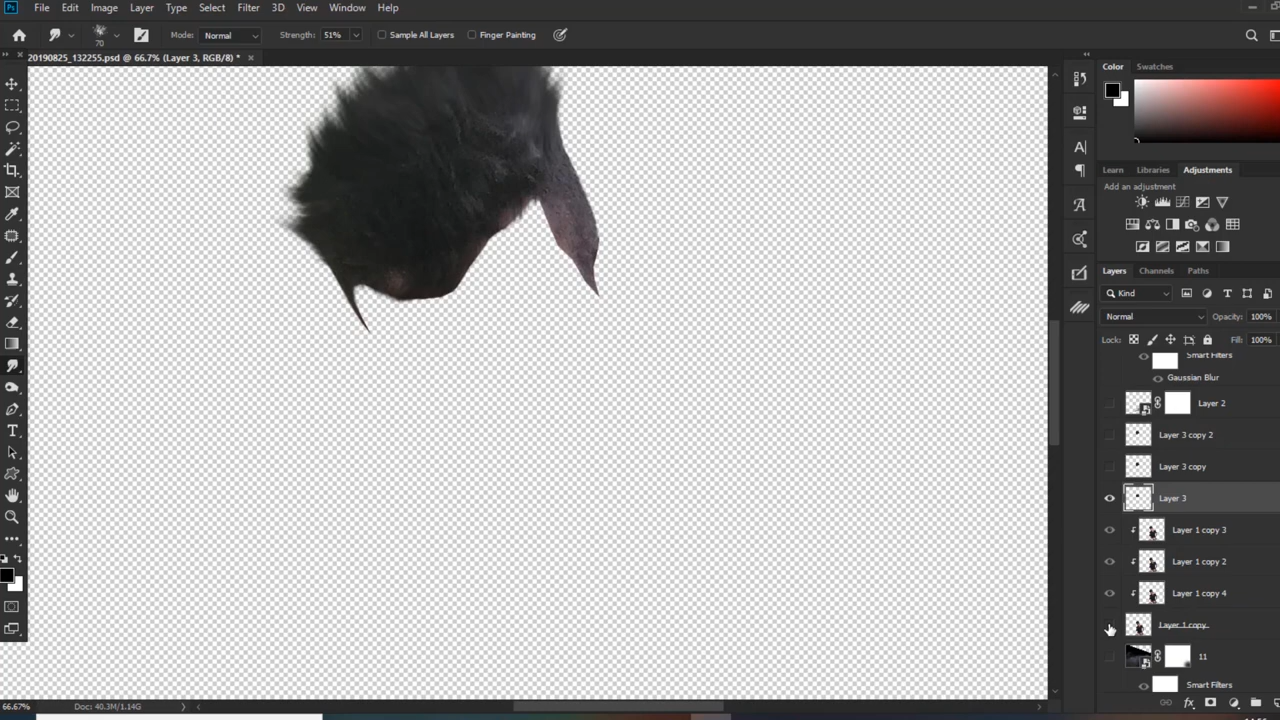 Ps File Edit Image Layer Type Select Filter 3D View Window Help
70 Mode: Normal Strength: 51% Sample All Layers Finger Painting
20190825_132255.psd @ 66.7% (Layer 3, RGB/8) *
Color Swatches
Learn Libraries Adjustments
Add an adjustment
Layers Channels Paths
Kind
Normal Opacity: 100%
Lock: Fill: 100%
Smart Filters
Gaussian Blur
Layer 2
Layer 3 copy 2
Layer 3 copy
Layer 3
Layer 1 copy 3
Layer 1 copy 2
Layer 1 copy 4
Layer 1 copy
11
Smart Filters
66.67% Doc: 40.3M/1.14G